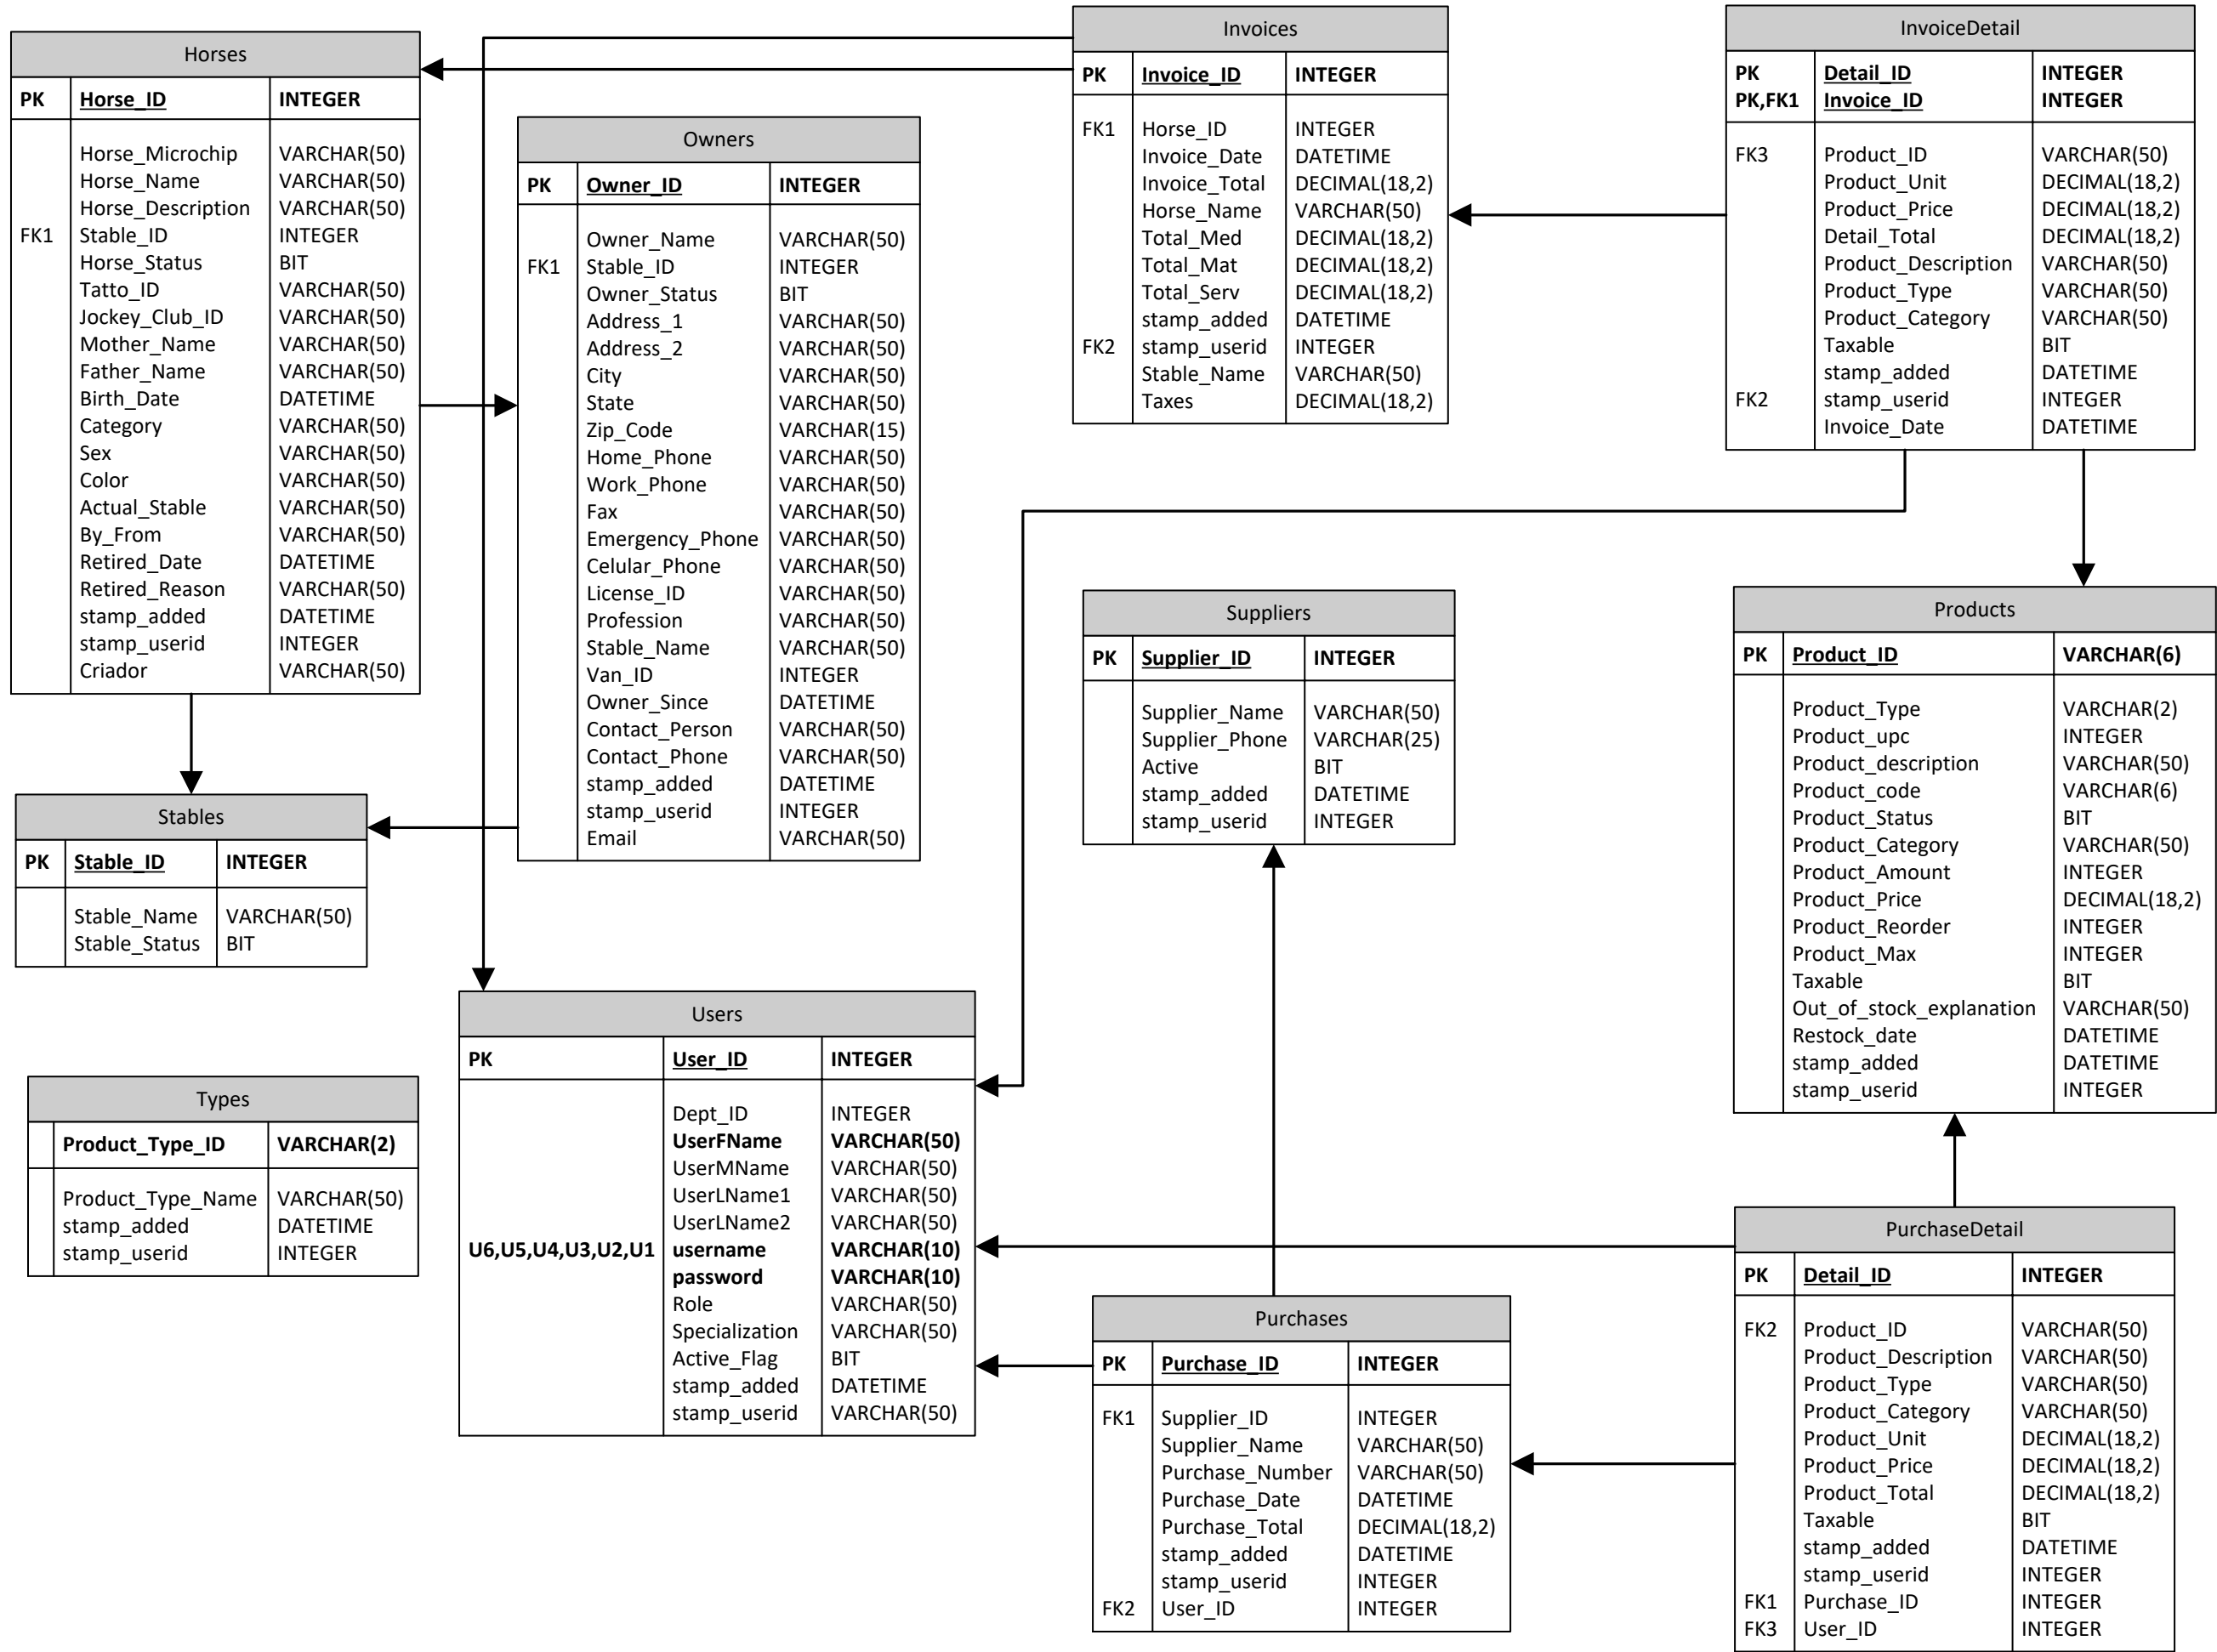 Horses
PK Horse_ID INTEGER
Horse_Microchip VARCHAR(50)
Horse_Name VARCHAR(50)
Horse_Description VARCHAR(50)
FK1 Stable_ID INTEGER
Horse_Status BIT
Tatto_ID VARCHAR(50)
Jockey_Club_ID VARCHAR(50)
Mother_Name VARCHAR(50)
Father_Name VARCHAR(50)
Birth_Date DATETIME
Category VARCHAR(50)
Sex VARCHAR(50)
Color VARCHAR(50)
Actual_Stable VARCHAR(50)
By_From VARCHAR(50)
Retired_Date DATETIME
Retired_Reason VARCHAR(50)
stamp_added DATETIME
stamp_userid INTEGER
Criador VARCHAR(50)
Owners
PK Owner_ID INTEGER
Owner_Name VARCHAR(50)
FK1 Stable_ID INTEGER
Owner_Status BIT
Address_1 VARCHAR(50)
Address_2 VARCHAR(50)
City VARCHAR(50)
State VARCHAR(50)
Zip_Code VARCHAR(15)
Home_Phone VARCHAR(50)
Work_Phone VARCHAR(50)
Fax VARCHAR(50)
Emergency_Phone VARCHAR(50)
Celular_Phone VARCHAR(50)
License_ID VARCHAR(50)
Profession VARCHAR(50)
Stable_Name VARCHAR(50)
Van_ID INTEGER
Owner_Since DATETIME
Contact_Person VARCHAR(50)
Contact_Phone VARCHAR(50)
stamp_added DATETIME
stamp_userid INTEGER
Email VARCHAR(50)
Invoices
PK Invoice_ID INTEGER
FK1 Horse_ID INTEGER
Invoice_Date DATETIME
Invoice_Total DECIMAL(18,2)
Horse_Name VARCHAR(50)
Total_Med DECIMAL(18,2)
Total_Mat DECIMAL(18,2)
Total_Serv DECIMAL(18,2)
stamp_added DATETIME
FK2 stamp_userid INTEGER
Stable_Name VARCHAR(50)
Taxes DECIMAL(18,2)
InvoiceDetail
PK Detail_ID INTEGER
PK,FK1 Invoice_ID INTEGER
FK3 Product_ID VARCHAR(50)
Product_Unit DECIMAL(18,2)
Product_Price DECIMAL(18,2)
Detail_Total DECIMAL(18,2)
Product_Description VARCHAR(50)
Product_Type VARCHAR(50)
Product_Category VARCHAR(50)
Taxable BIT
stamp_added DATETIME
FK2 stamp_userid INTEGER
Invoice_Date DATETIME
Suppliers
PK Supplier_ID INTEGER
Supplier_Name VARCHAR(50)
Supplier_Phone VARCHAR(25)
Active BIT
stamp_added DATETIME
stamp_userid INTEGER
Products
PK Product_ID VARCHAR(6)
Product_Type VARCHAR(2)
Product_upc INTEGER
Product_description VARCHAR(50)
Product_code VARCHAR(6)
Product_Status BIT
Product_Category VARCHAR(50)
Product_Amount INTEGER
Product_Price DECIMAL(18,2)
Product_Reorder INTEGER
Product_Max INTEGER
Taxable BIT
Out_of_stock_explanation VARCHAR(50)
Restock_date DATETIME
stamp_added DATETIME
stamp_userid INTEGER
Stables
PK Stable_ID INTEGER
Stable_Name VARCHAR(50)
Stable_Status BIT
Types
Product_Type_ID VARCHAR(2)
Product_Type_Name VARCHAR(50)
stamp_added DATETIME
stamp_userid INTEGER
Users
PK User_ID INTEGER
Dept_ID INTEGER
UserFName VARCHAR(50)
UserMName VARCHAR(50)
UserLName1 VARCHAR(50)
UserLName2 VARCHAR(50)
U6,U5,U4,U3,U2,U1 username VARCHAR(10)
password VARCHAR(10)
Role VARCHAR(50)
Specialization VARCHAR(50)
Active_Flag BIT
stamp_added DATETIME
stamp_userid VARCHAR(50)
Purchases
PK Purchase_ID INTEGER
FK1 Supplier_ID INTEGER
Supplier_Name VARCHAR(50)
Purchase_Number VARCHAR(50)
Purchase_Date DATETIME
Purchase_Total DECIMAL(18,2)
stamp_added DATETIME
stamp_userid INTEGER
FK2 User_ID INTEGER
PurchaseDetail
PK Detail_ID INTEGER
FK2 Product_ID VARCHAR(50)
Product_Description VARCHAR(50)
Product_Type VARCHAR(50)
Product_Category VARCHAR(50)
Product_Unit DECIMAL(18,2)
Product_Price DECIMAL(18,2)
Product_Total DECIMAL(18,2)
Taxable BIT
stamp_added DATETIME
stamp_userid INTEGER
FK1 Purchase_ID INTEGER
FK3 User_ID INTEGER